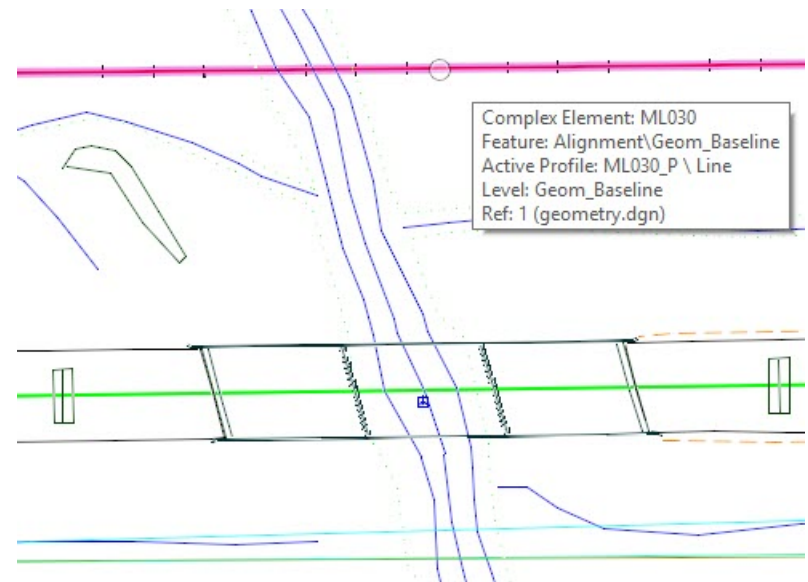 Complex Element: ML030
Feature: Alignment\Geom_Baseline
Active Profile: ML030_P \ Line
Level: Geom_Baseline
Ref: 1 (geometry.dgn)